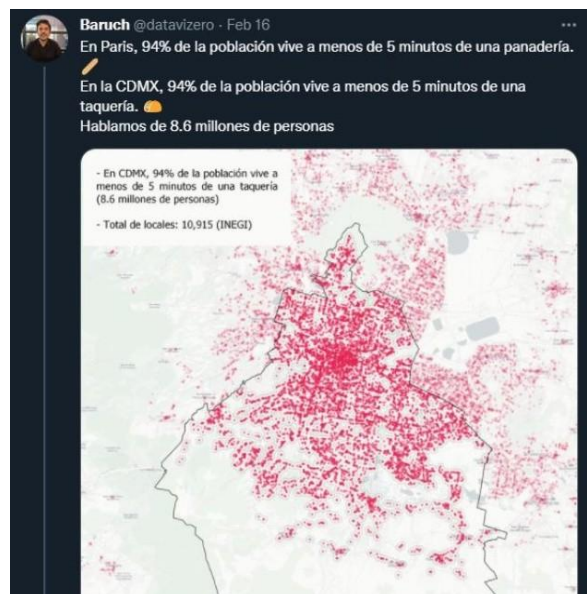 Baruch @datavizero · Feb 16
En Paris, 94% de la población vive a menos de 5 minutos de una panadería.
🥖
En la CDMX, 94% de la población vive a menos de 5 minutos de una
taquería. 🌮
Hablamos de 8.6 millones de personas
- En CDMX, 94% de la población vive a
menos de 5 minutos de una taquería
(8.6 millones de personas)
- Total de locales: 10,915 (INEGI)